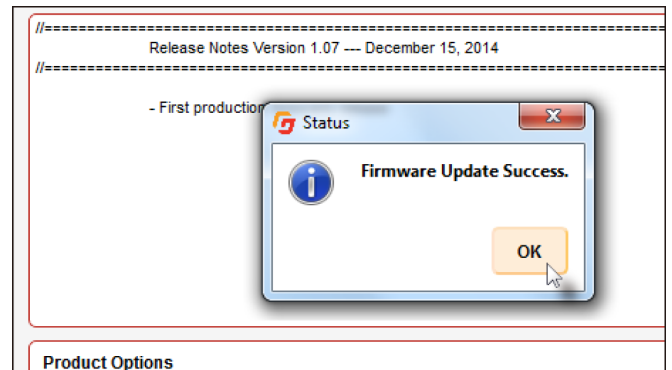 //==============================================================
Release Notes Version 1.07 --- December 15, 2014
//==============================================================
- First production
Status
Firmware Update Success.
OK
Product Options